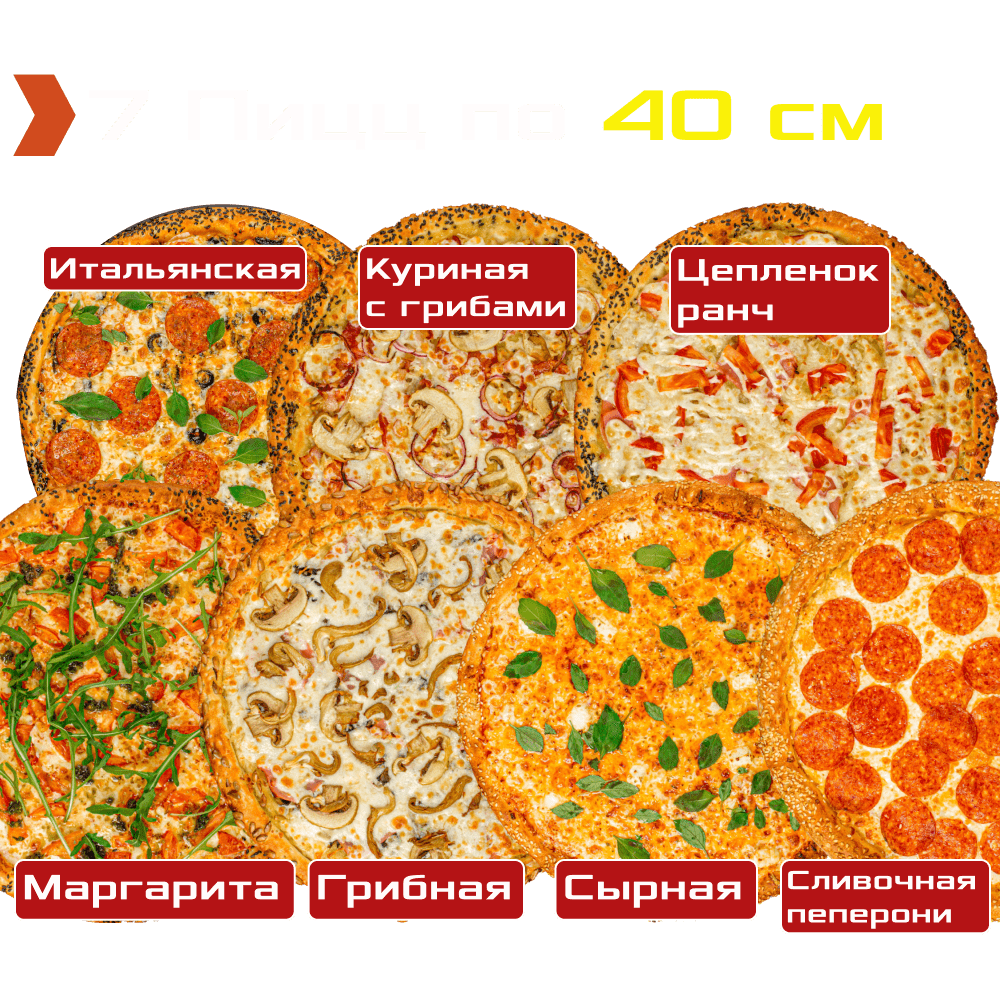 7 Пицц по 40 см
Итальянская
Куриная
с грибами
Цепленок
ранч
Маргарита
Грибная
Сырная
Сливочная
пеперони